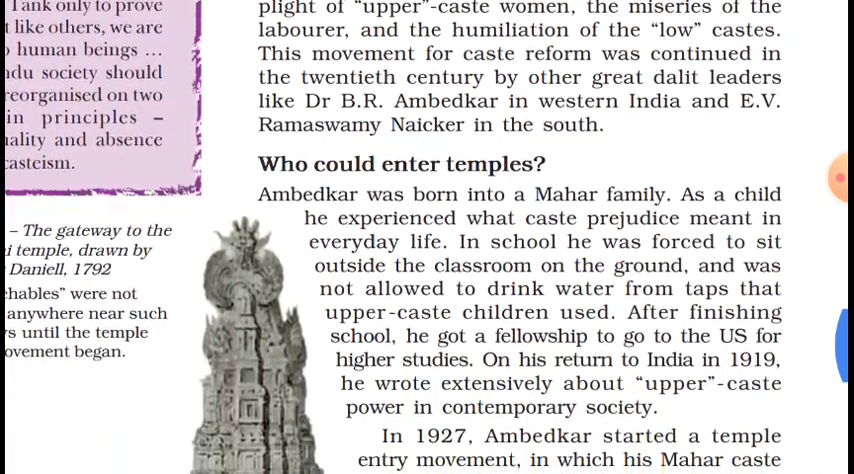 Tank only to prove
like others, we are
human beings ...
society should
reorganised on two
principles –
and absence
casteism.
– The gateway to the
temple, drawn by
Daniell, 1792
were not
anywhere near such
until the temple
began.
plight of “upper”-caste women, the miseries of the
labourer, and the humiliation of the “low” castes.
This movement for caste reform was continued in
the twentieth century by other great dalit leaders
like Dr B.R. Ambedkar in western India and E.V.
Ramaswamy Naicker in the south.
Who could enter temples?
Ambedkar was born into a Mahar family. As a child
he experienced what caste prejudice meant in
everyday life. In school he was forced to sit
outside the classroom on the ground, and was
not allowed to drink water from taps that
upper-caste children used. After finishing
school, he got a fellowship to go to the US for
higher studies. On his return to India in 1919,
he wrote extensively about “upper”-caste
power in contemporary society.
In 1927, Ambedkar started a temple
entry movement, in which his Mahar caste